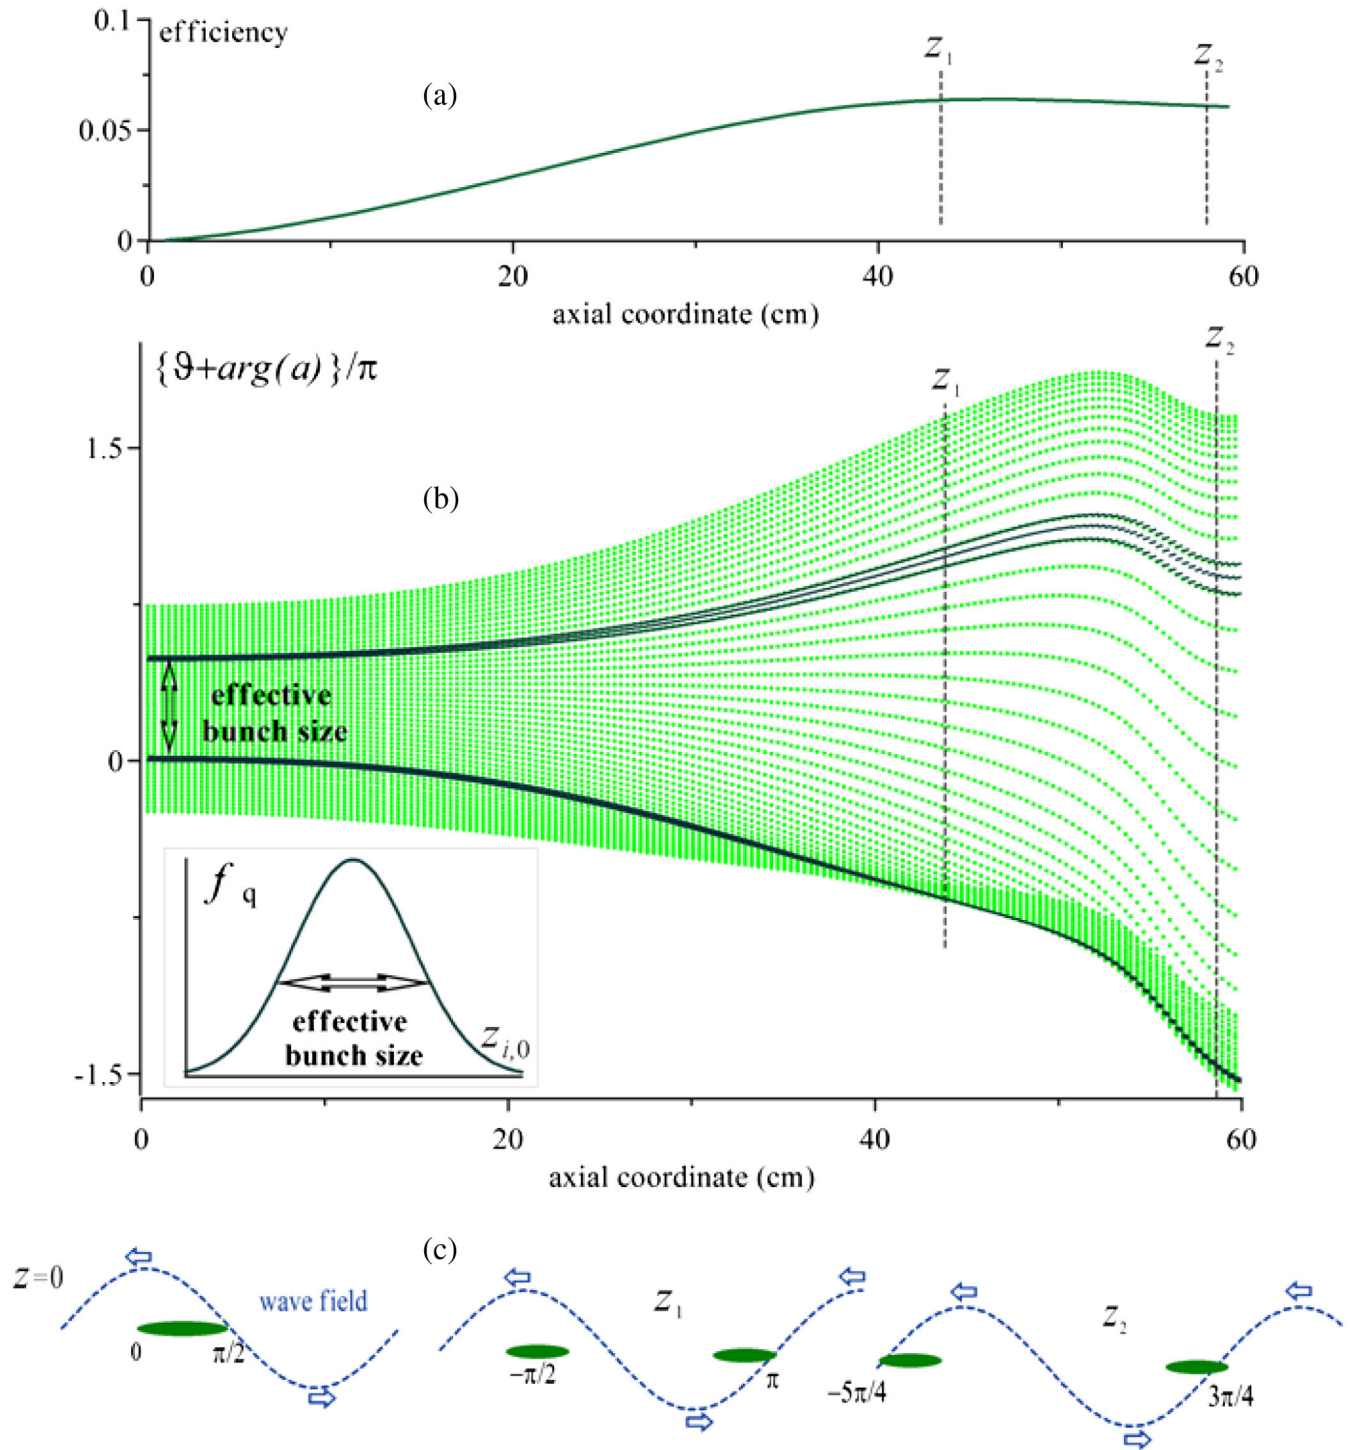 0.1
efficiency
z₁
z₂
(a)
0.05
0
0
20
40
60
axial coordinate (cm)
{ϑ+arg(a)}/π
z₁
z₂
1.5
(b)
effective
bunch size
0
f q
effective
bunch size
z i,0
-1.5
0
20
40
60
axial coordinate (cm)
(c)
z=0
wave field
z₁
z₂
0
π/2
−π/2
π
−5π/4
3π/4